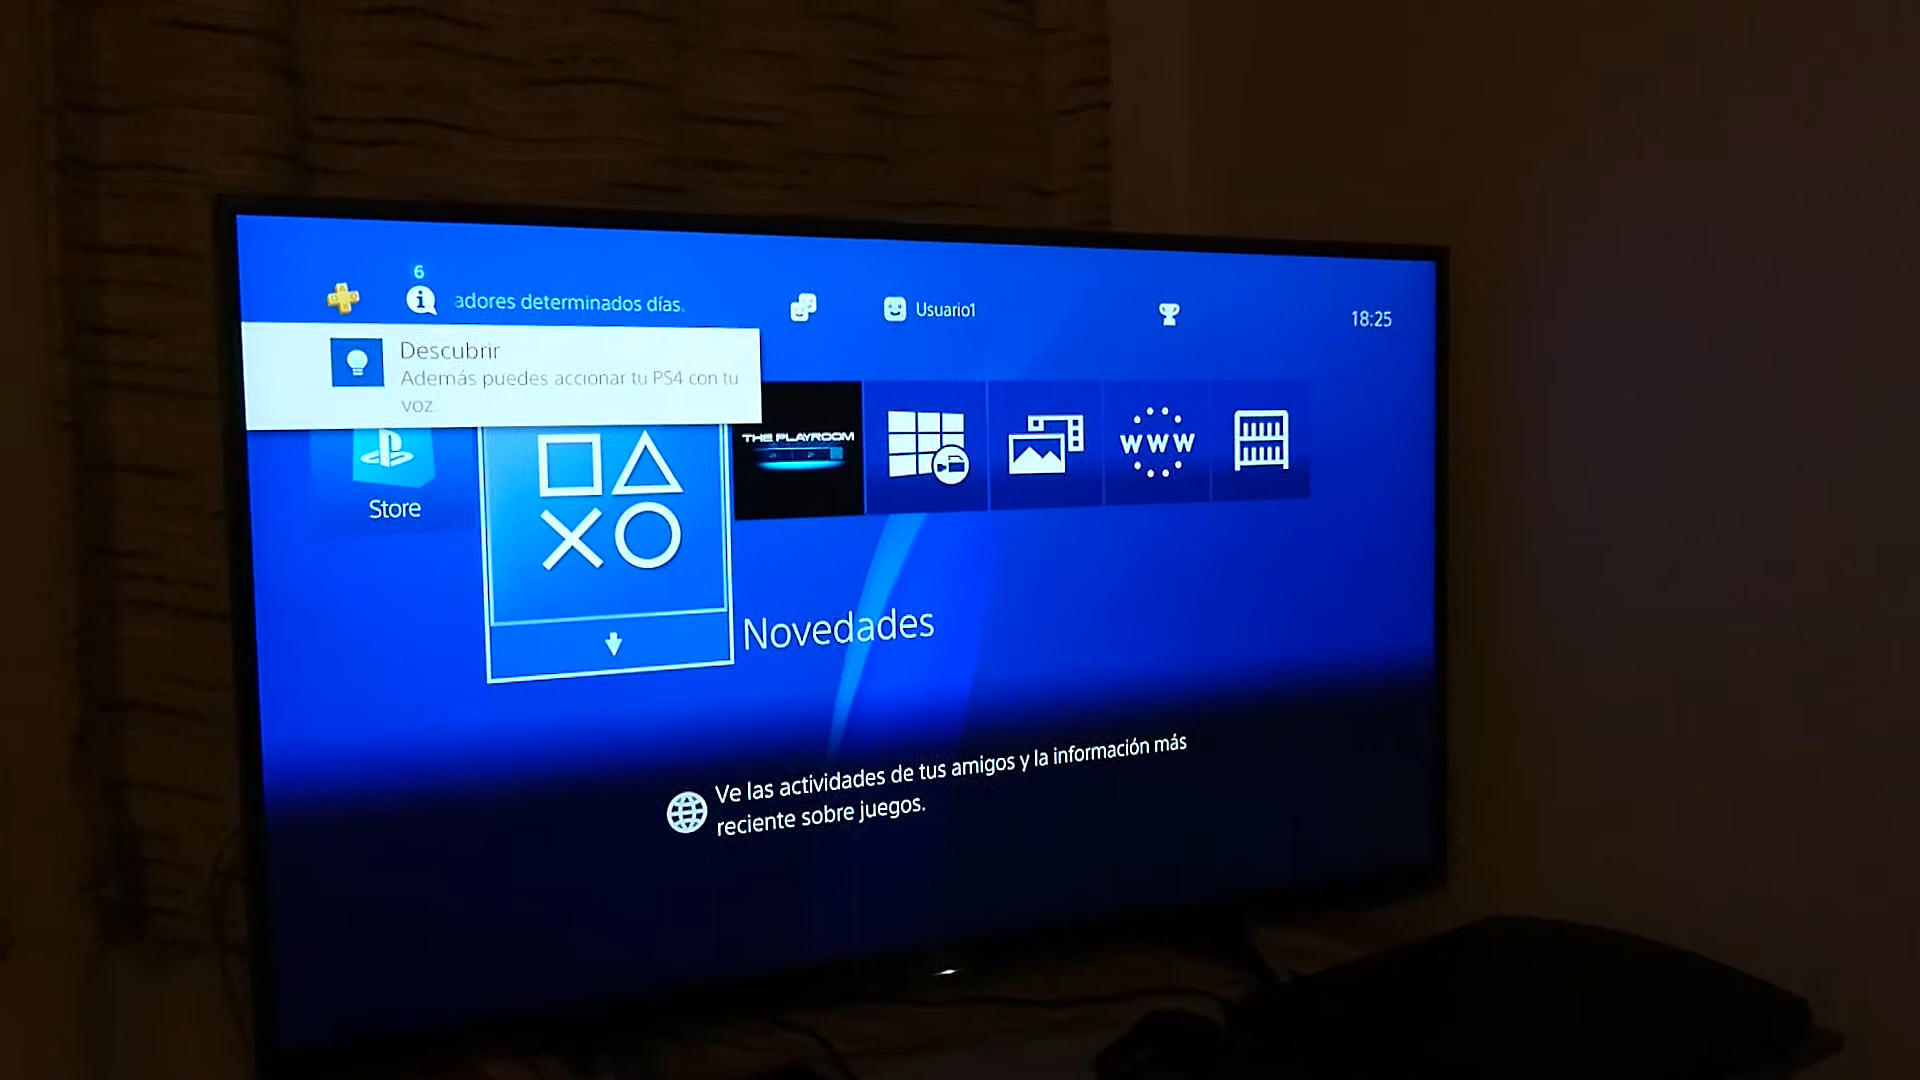 6
adores determinados días.
Usuario1
18:25
Descubrir
Además puedes accionar tu PS4 con tu
voz.
Store
THE PLAYROOM
WWW
Novedades
Ve las actividades de tus amigos y la información más
reciente sobre juegos.